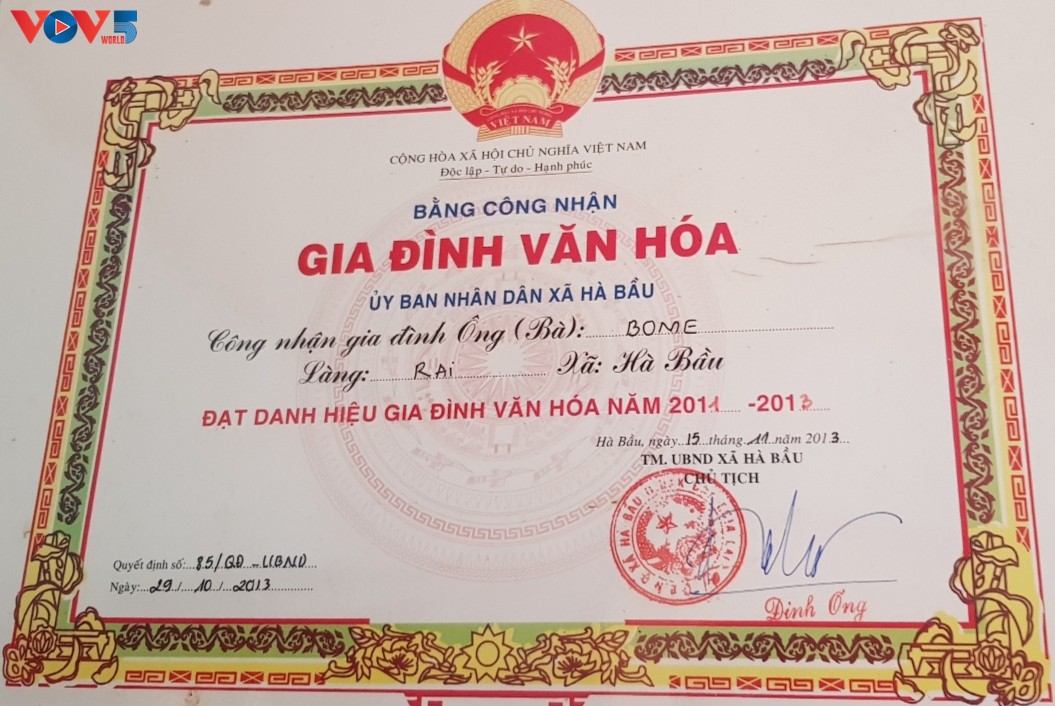 VOV5
WORLD
VIỆT NAM
CỘNG HÒA XÃ HỘI CHỦ NGHĨA VIỆT NAM
Độc lập - Tự do - Hạnh phúc
BẰNG CÔNG NHẬN
GIA ĐÌNH VĂN HÓA
ỦY BAN NHÂN DÂN XÃ HÀ BẦU
Công nhận gia đình Ông (Bà): BOME
Làng: RAi Xã: Hà Bầu
ĐẠT DANH HIỆU GIA ĐÌNH VĂN HÓA NĂM 2011 -2013
Hà Bầu, ngày 15 tháng 11 năm 2013
TM. UBND XÃ HÀ BẦU
CHỦ TỊCH
Quyết định số: 85/QĐ - UBND
Ngày: 29 / 10 / 2013
Đinh Ông